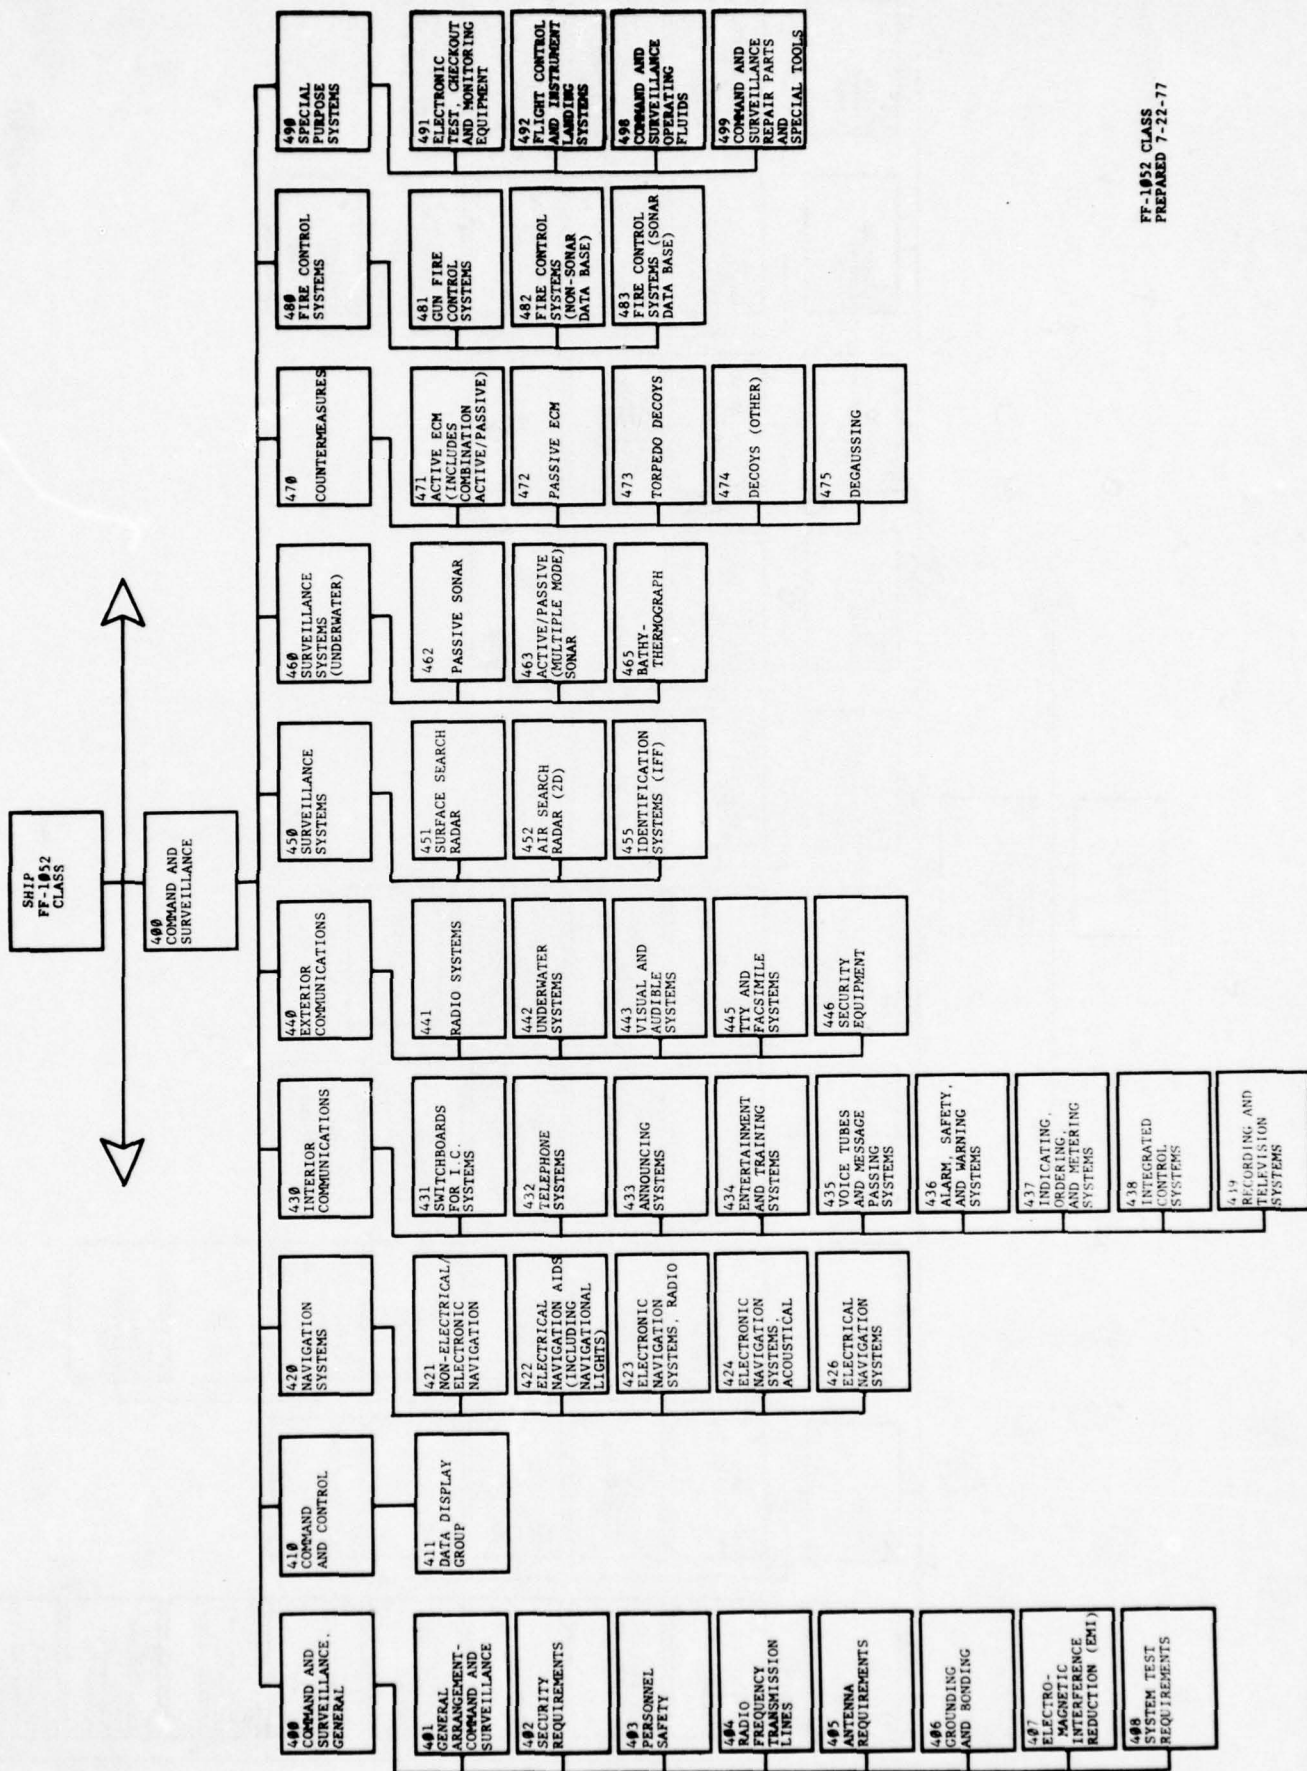 SHIP
FF-1052
CLASS
400
COMMAND AND
SURVEILLANCE
400
COMMAND AND
SURVEILLANCE,
GENERAL
401
GENERAL
ARRANGEMENT-
COMMAND AND
SURVEILLANCE
402
SECURITY
REQUIREMENTS
403
PERSONNEL
SAFETY
404
RADIO
FREQUENCY
TRANSMISSION
LINES
405
ANTENNA
REQUIREMENTS
406
GROUNDING
AND BONDING
407
ELECTRO-
MAGNETIC
INTERFERENCE
REDUCTION (EMI)
408
SYSTEM TEST
REQUIREMENTS
410
COMMAND
AND CONTROL
411
DATA DISPLAY
GROUP
420
NAVIGATION
SYSTEMS
421
NON-ELECTRICAL/
ELECTRONIC
NAVIGATION
422
ELECTRICAL
NAVIGATION AIDS
(INCLUDING
NAVIGATIONAL
LIGHTS)
423
ELECTRONIC
NAVIGATION
SYSTEMS, RADIO
424
ELECTRONIC
NAVIGATION
SYSTEMS,
ACOUSTICAL
426
ELECTRICAL
NAVIGATION
SYSTEMS
430
INTERIOR
COMMUNICATIONS
431
SWITCHBOARDS
FOR I.C.
SYSTEMS
432
TELEPHONE
SYSTEMS
433
ANNOUNCING
SYSTEMS
434
ENTERTAINMENT
AND TRAINING
SYSTEMS
435
VOICE TUBES
AND MESSAGE
PASSING
SYSTEMS
436
ALARM, SAFETY,
AND WARNING
SYSTEMS
437
INDICATING,
ORDERING,
AND METERING
SYSTEMS
438
INTEGRATED
CONTROL
SYSTEMS
439
RECORDING AND
TELEVISION
SYSTEMS
440
EXTERIOR
COMMUNICATIONS
441
RADIO SYSTEMS
442
UNDERWATER
SYSTEMS
443
VISUAL AND
AUDIBLE
SYSTEMS
445
TTY AND
FACSIMILE
SYSTEMS
446
SECURITY
EQUIPMENT
450
SURVEILLANCE
SYSTEMS
451
SURFACE SEARCH
RADAR
452
AIR SEARCH
RADAR (2D)
455
IDENTIFICATION
SYSTEMS (IFF)
460
SURVEILLANCE
SYSTEMS
(UNDERWATER)
462
PASSIVE SONAR
463
ACTIVE/PASSIVE
(MULTIPLE MODE)
SONAR
465
BATHY-
THERMOGRAPH
470
COUNTERMEASURES
471
ACTIVE ECM
(INCLUDES
COMBINATION
ACTIVE/PASSIVE)
472
PASSIVE ECM
473
TORPEDO DECOYS
474
DECOYS (OTHER)
475
DEGAUSSING
480
FIRE CONTROL
SYSTEMS
481
GUN FIRE
CONTROL
SYSTEMS
482
FIRE CONTROL
SYSTEMS
(NON-SONAR
DATA BASE)
483
FIRE CONTROL
SYSTEMS (SONAR
DATA BASE)
490
SPECIAL
PURPOSE
SYSTEMS
491
ELECTRONIC
TEST, CHECKOUT
AND MONITORING
EQUIPMENT
492
FLIGHT CONTROL
AND INSTRUMENT
LANDING
SYSTEMS
498
COMMAND AND
SURVEILLANCE
OPERATING
FLUIDS
499
COMMAND AND
SURVEILLANCE
REPAIR PARTS
AND
SPECIAL TOOLS
FF-1052 CLASS
PREPARED 7-22-77